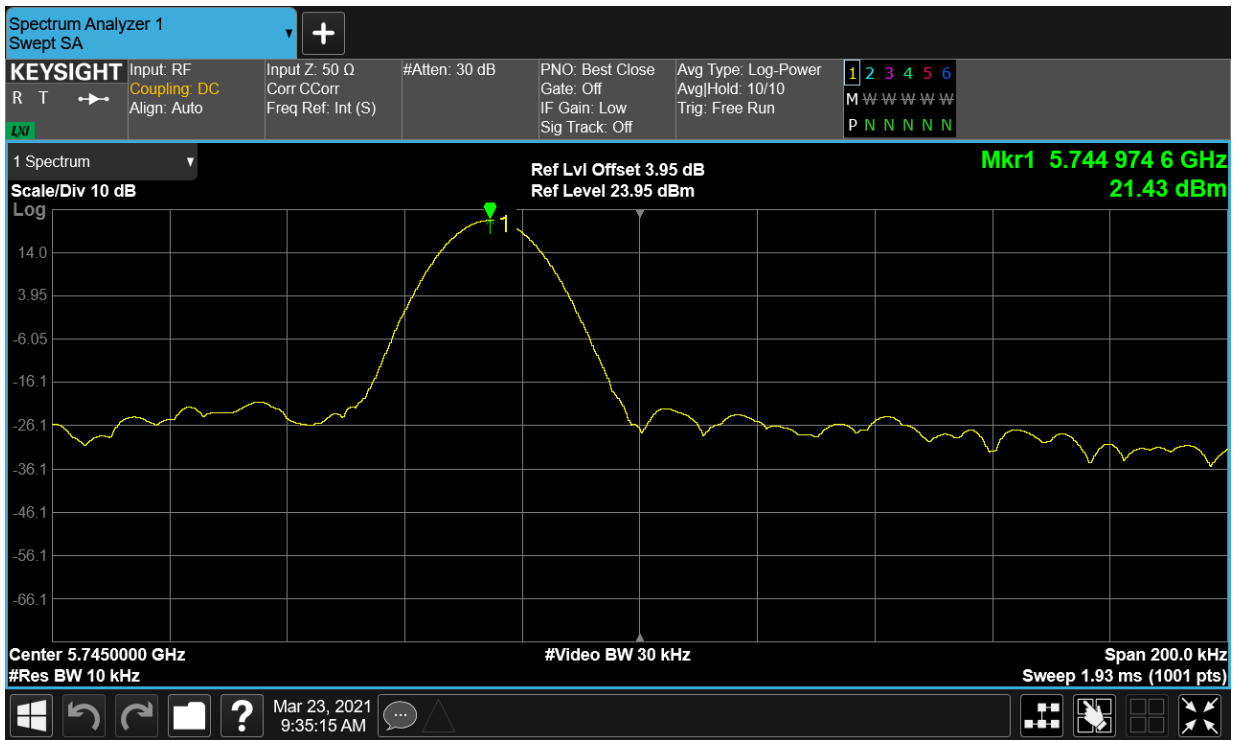 Spectrum Analyzer 1
Swept SA
KEYSIGHT
R T
LXI
Input: RF
Coupling: DC
Align: Auto
Input Z: 50 Ω
Corr CCorr
Freq Ref: Int (S)
#Atten: 30 dB
PNO: Best Close
Gate: Off
IF Gain: Low
Sig Track: Off
Avg Type: Log-Power
Avg|Hold: 10/10
Trig: Free Run
1 2 3 4 5 6
M W W W W W
P N N N N N
1 Spectrum
Scale/Div 10 dB
Log
Ref Lvl Offset 3.95 dB
Ref Level 23.95 dBm
Mkr1 5.744 974 6 GHz
21.43 dBm
1
14.0
3.95
-6.05
-16.1
-26.1
-36.1
-46.1
-56.1
-66.1
Center 5.7450000 GHz
#Res BW 10 kHz
#Video BW 30 kHz
Span 200.0 kHz
Sweep 1.93 ms (1001 pts)
?
Mar 23, 2021
9:35:15 AM